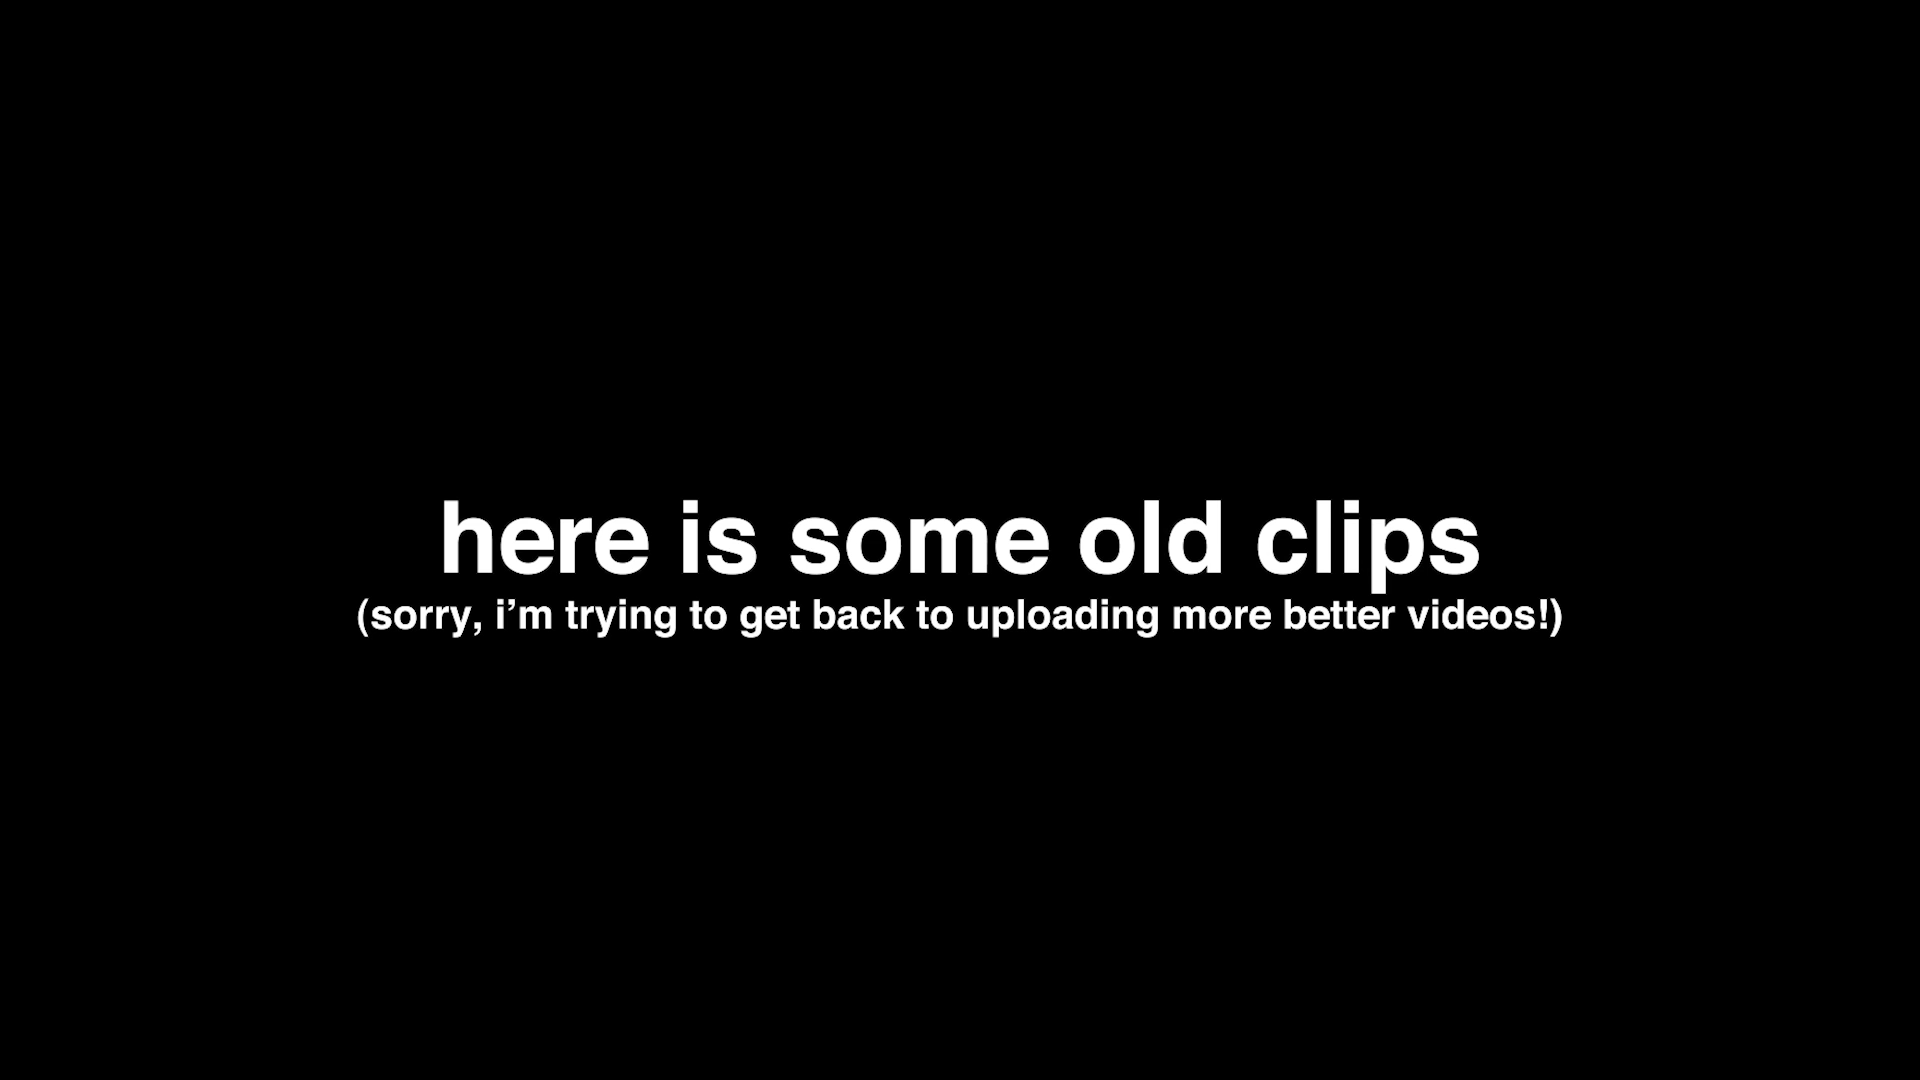 here is some old clips
(sorry, i’m trying to get back to uploading more better videos!)